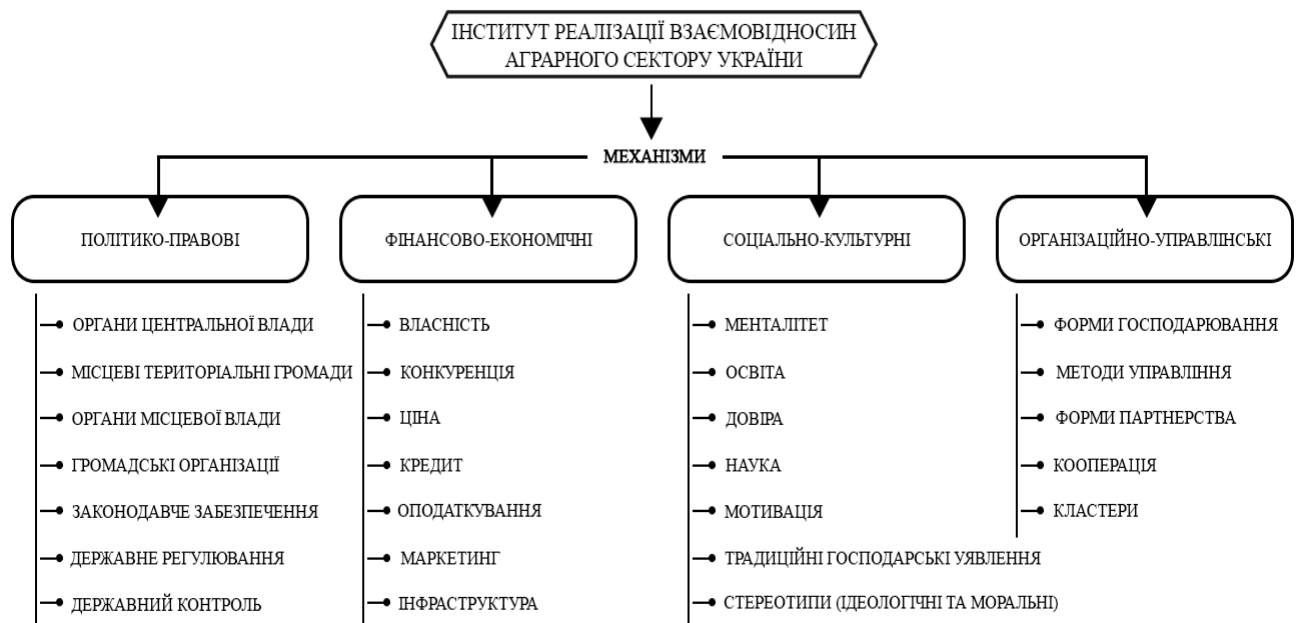 ІНСТИТУТ РЕАЛІЗАЦІЇ ВЗАЄМОВІДНОСИН
АГРАРНОГО СЕКТОРУ УКРАЇНИ
МЕХАНІЗМИ
ПОЛІТИКО-ПРАВОВІ
ОРГАНИ ЦЕНТРАЛЬНОЇ ВЛАДИ
МІСЦЕВІ ТЕРИТОРІАЛЬНІ ГРОМАДИ
ОРГАНИ МІСЦЕВОЇ ВЛАДИ
ГРОМАДСЬКІ ОРГАНІЗАЦІЇ
ЗАКОНОДАВЧЕ ЗАБЕЗПЕЧЕННЯ
ДЕРЖАВНЕ РЕГУЛЮВАННЯ
ДЕРЖАВНИЙ КОНТРОЛЬ
ФІНАНСОВО-ЕКОНОМІЧНІ
ВЛАСНІСТЬ
КОНКУРЕНЦІЯ
ЦІНА
КРЕДИТ
ОПОДАТКУВАННЯ
МАРКЕТИНГ
ІНФРАСТРУКТУРА
СОЦІАЛЬНО-КУЛЬТУРНІ
МЕНТАЛІТЕТ
ОСВІТА
ДОВІРА
НАУКА
МОТИВАЦІЯ
ТРАДИЦІЙНІ ГОСПОДАРСЬКІ УЯВЛЕННЯ
СТЕРЕОТИПИ (ІДЕОЛОГІЧНІ ТА МОРАЛЬНІ)
ОРГАНІЗАЦІЙНО-УПРАВЛІНСЬКІ
ФОРМИ ГОСПОДАРЮВАННЯ
МЕТОДИ УПРАВЛІННЯ
ФОРМИ ПАРТНЕРСТВА
КООПЕРАЦІЯ
КЛАСТЕРИ